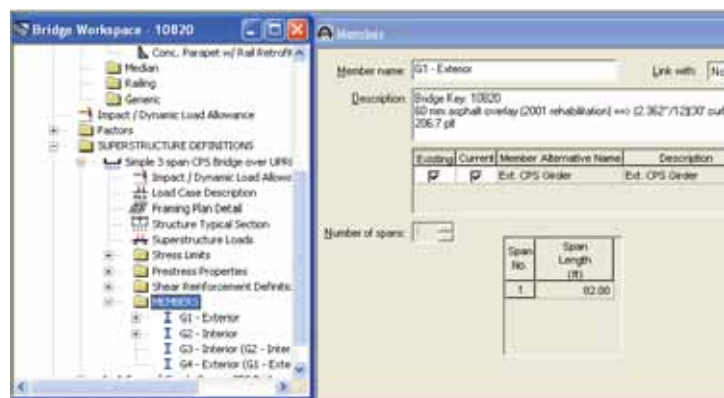 Bridge Workspace - 10820
Conc. Parapet w/ Rail Retrofit
Median
Railing
Generic
Impact / Dynamic Load Allowance
Factors
SUPERSTRUCTURE DEFINITIONS
Simple 3 span CPS Bridge over UPRR
Impact / Dynamic Load Allowa
Load Case Description
Framing Plan Detail
Structure Typical Section
Superstructure Loads
Stress Limits
Prestress Properties
Shear Reinforcement Definitio
MEMBERS
G1 - Exterior
G2 - Interior
G3 - Interior (G2 - Inter
G4 - Exterior (G1 - Exte
Member
Member name: G1 - Exterior Link with: No
Description: Bridge Key: 10820
60 mm asphalt overlay (2001 rehabilitation) ==> (2.362"/12)(30' curb
206.7 plf
Existing Current Member Alternative Name Description
Ext. CPS Girder Ext. CPS Girder
Number of spans: 1
Span No. Span Length (ft)
1 82.00